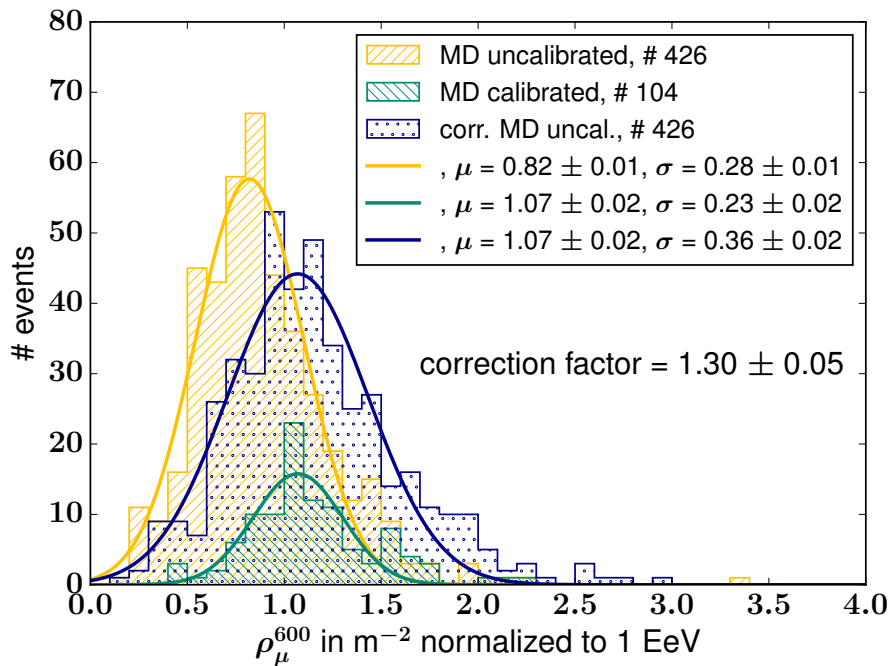 80
70
60
50
40
30
20
10
0
# events
MD uncalibrated, # 426
MD calibrated, # 104
corr. MD uncal., # 426
, μ = 0.82 ± 0.01, σ = 0.28 ± 0.01
, μ = 1.07 ± 0.02, σ = 0.23 ± 0.02
, μ = 1.07 ± 0.02, σ = 0.36 ± 0.02
correction factor = 1.30 ± 0.05
0.0 0.5 1.0 1.5 2.0 2.5 3.0 3.5 4.0
ρ_μ^600 in m^−2 normalized to 1 EeV